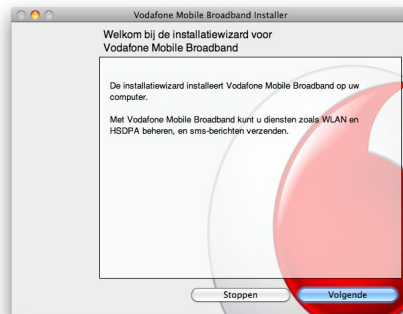 Vodafone Mobile Broadband Installer
Welkom bij de installatiewizard voor
Vodafone Mobile Broadband
De installatiewizard installeert Vodafone Mobile Broadband op uw
computer.
Met Vodafone Mobile Broadband kunt u diensten zoals WLAN en
HSDPA beheren, en sms-berichten verzenden.
Stoppen
Volgende